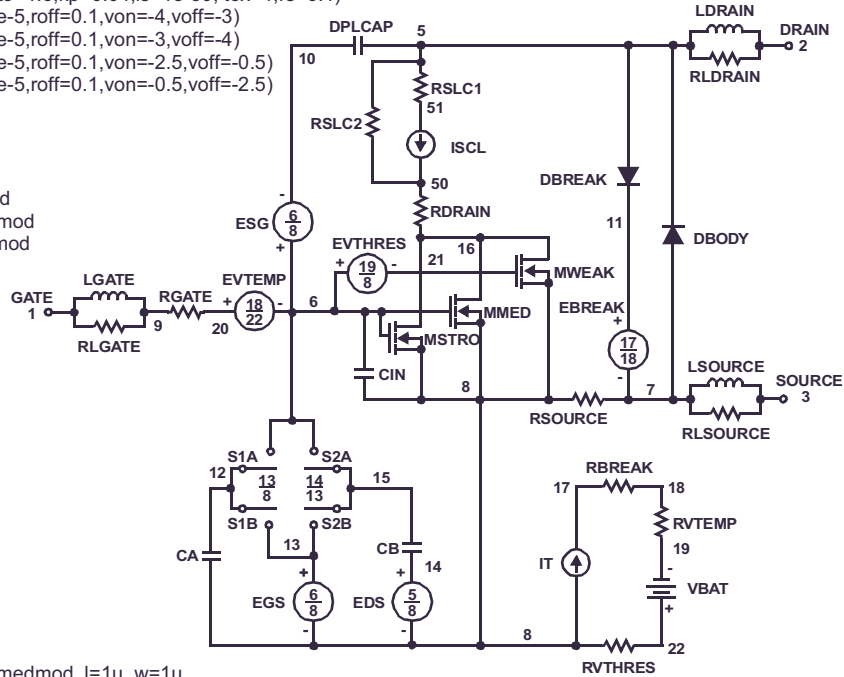 e-5,roff=0.1,von=-4,voff=-3)
e-5,roff=0.1,von=-3,voff=-4)
e-5,roff=0.1,von=-2.5,voff=-0.5)
e-5,roff=0.1,von=-0.5,voff=-2.5)
d
mod
mod
LDRAIN
DPLCAP 5 DRAIN
10 2
RLDRAIN
RSLC1
51
RSLC2
ISCL
50
DBREAK
RDRAIN
ESG 6 8
11
DBODY
EVTHRES
16
21
19 8
MWEAK
LGATE
EVTEMP
GATE
1
RGATE
18 22
6
MMED
EBREAK
RLGATE
9
20
MSTRO
17 18
CIN
8
LSOURCE
7
SOURCE
3
RSOURCE
RLSOURCE
S1A S2A
12
13 8
14 13
15
S1B S2B
13
CA
CB
14
EGS 6 8
EDS 5 8
RBREAK
17 18
RVTEMP
19
IT
VBAT
8
22
RVTHRES
medmod l=1u w=1u